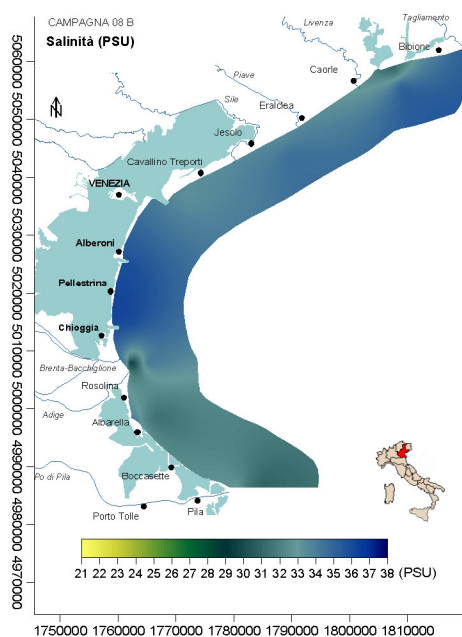 CAMPAGNA 08 B
Salinità (PSU)
Tagliamento
Livenza
Bibione
Caorle
Piave
Sile
Eraldea
Jesolo
Cavallino Treporti
VENEZIA
Alberoni
Pellestrina
Chioggia
Brenta-Bacchiglione
Rosolina
Adige
Albarella
Boccasette
Po di Pila
Porto Tolle
Pila
N
5060000
5050000
5040000
5030000
5020000
5010000
5000000
4990000
4980000
4970000
21 22 23 24 25 26 27 28 29 30 31 32 33 34 35 36 37 38 (PSU)
1750000 1760000 1770000 1780000 1790000 1800000 1810000